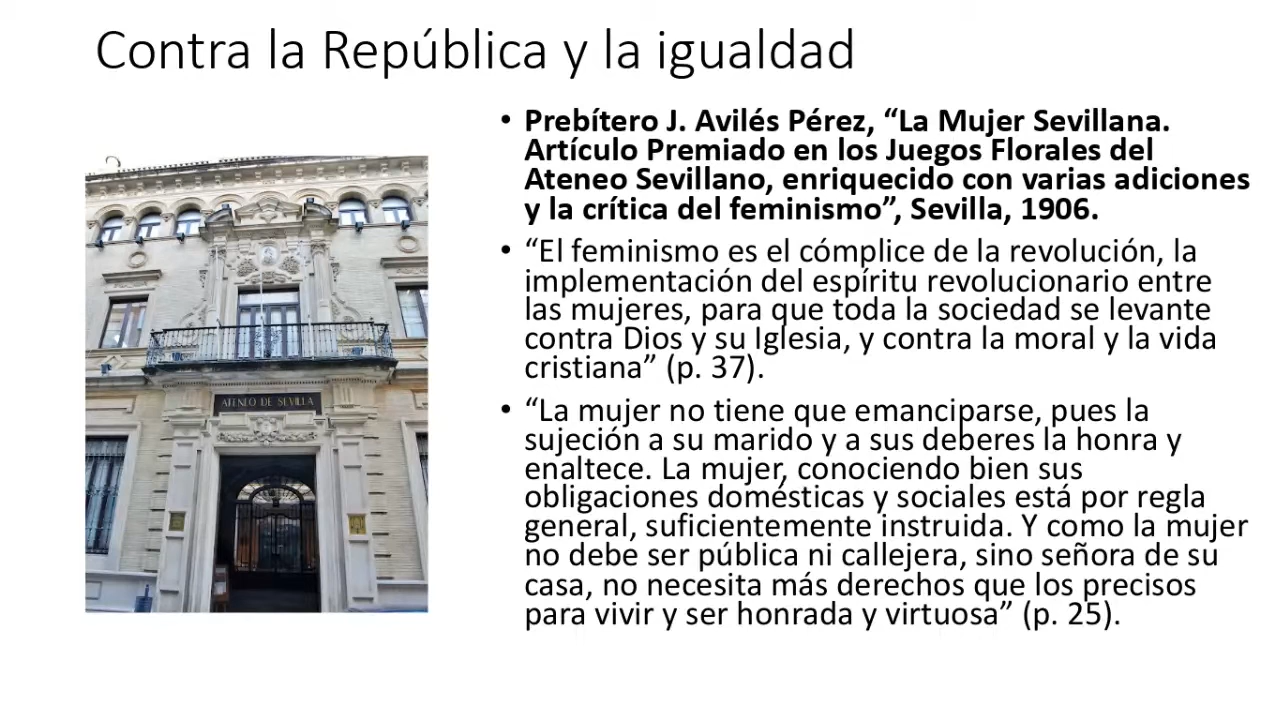 Contra la República y la igualdad
• Prebítero J. Avilés Pérez, “La Mujer Sevillana.
Artículo Premiado en los Juegos Florales del
Ateneo Sevillano, enriquecido con varias adiciones
y la crítica del feminismo”, Sevilla, 1906.
• “El feminismo es el cómplice de la revolución, la
implementación del espíritu revolucionario entre
las mujeres, para que toda la sociedad se levante
contra Dios y su Iglesia, y contra la moral y la vida
cristiana” (p. 37).
• “La mujer no tiene que emanciparse, pues la
sujeción a su marido y a sus deberes la honra y
enaltece. La mujer, conociendo bien sus
obligaciones domésticas y sociales está por regla
general, suficientemente instruida. Y como la mujer
no debe ser pública ni callejera, sino señora de su
casa, no necesita más derechos que los precisos
para vivir y ser honrada y virtuosa” (p. 25).
ATENEO DE SEVILLA